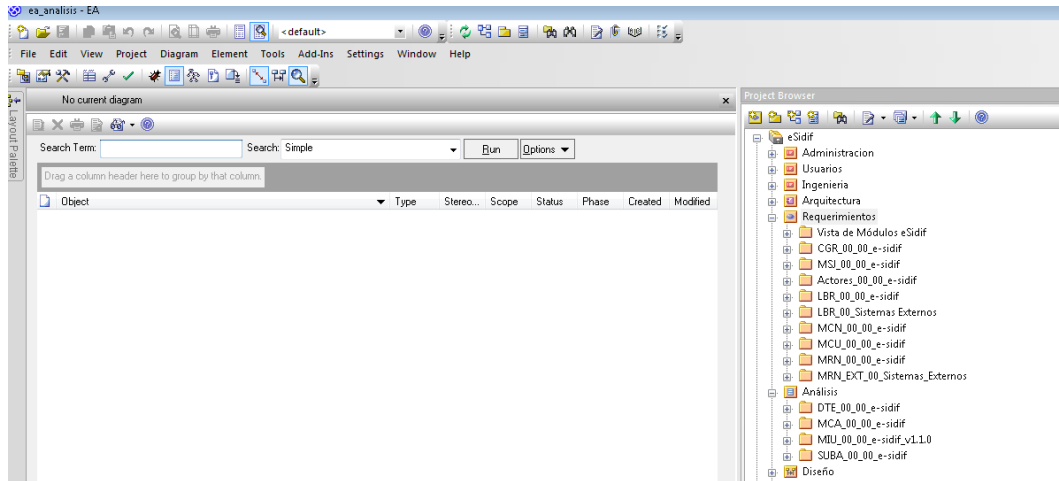 ea_analisis - EA
<default>
File Edit View Project Diagram Element Tools Add-Ins Settings Window Help
No current diagram
Layout Palette
Search Term:
Search: Simple
Run
Options
Drag a column header here to group by that column.
Object Type Stereo... Scope Status Phase Created Modified
Project Browser
eSidif
Administracion
Usuarios
Ingenieria
Arquitectura
Requerimientos
Vista de Módulos eSidif
CGR_00_00_e-sidif
MSJ_00_00_e-sidif
Actores_00_00_e-sidif
LBR_00_00_e-sidif
LBR_00_Sistemas Externos
MCN_00_00_e-sidif
MCU_00_00_e-sidif
MRN_00_00_e-sidif
MRN_EXT_00_Sistemas_Externos
Análisis
DTE_00_00_e-sidif
MCA_00_00_e-sidif
MIU_00_00_e-sidif_v1.1.0
SUBA_00_00_e-sidif
Diseño